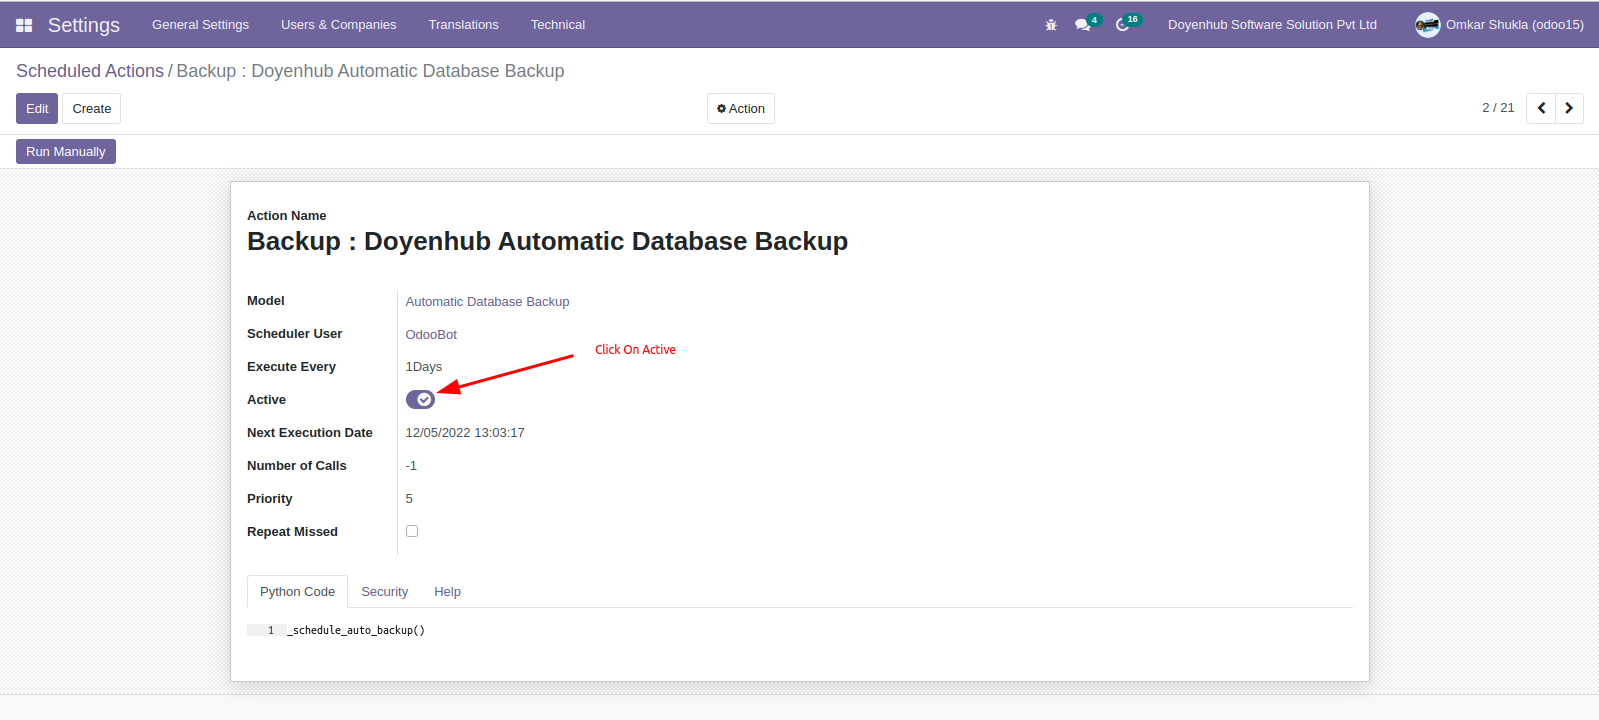 Settings General Settings Users & Companies Translations Technical 4 16 Doyenhub Software Solution Pvt Ltd Omkar Shukla (odoo15)
Scheduled Actions / Backup : Doyenhub Automatic Database Backup
Edit Create Action 2 / 21
Run Manually
Action Name
Backup : Doyenhub Automatic Database Backup
Model Automatic Database Backup
Scheduler User OdooBot
Click On Active
Execute Every 1Days
Active
Next Execution Date 12/05/2022 13:03:17
Number of Calls -1
Priority 5
Repeat Missed
Python Code Security Help
1 _schedule_auto_backup()